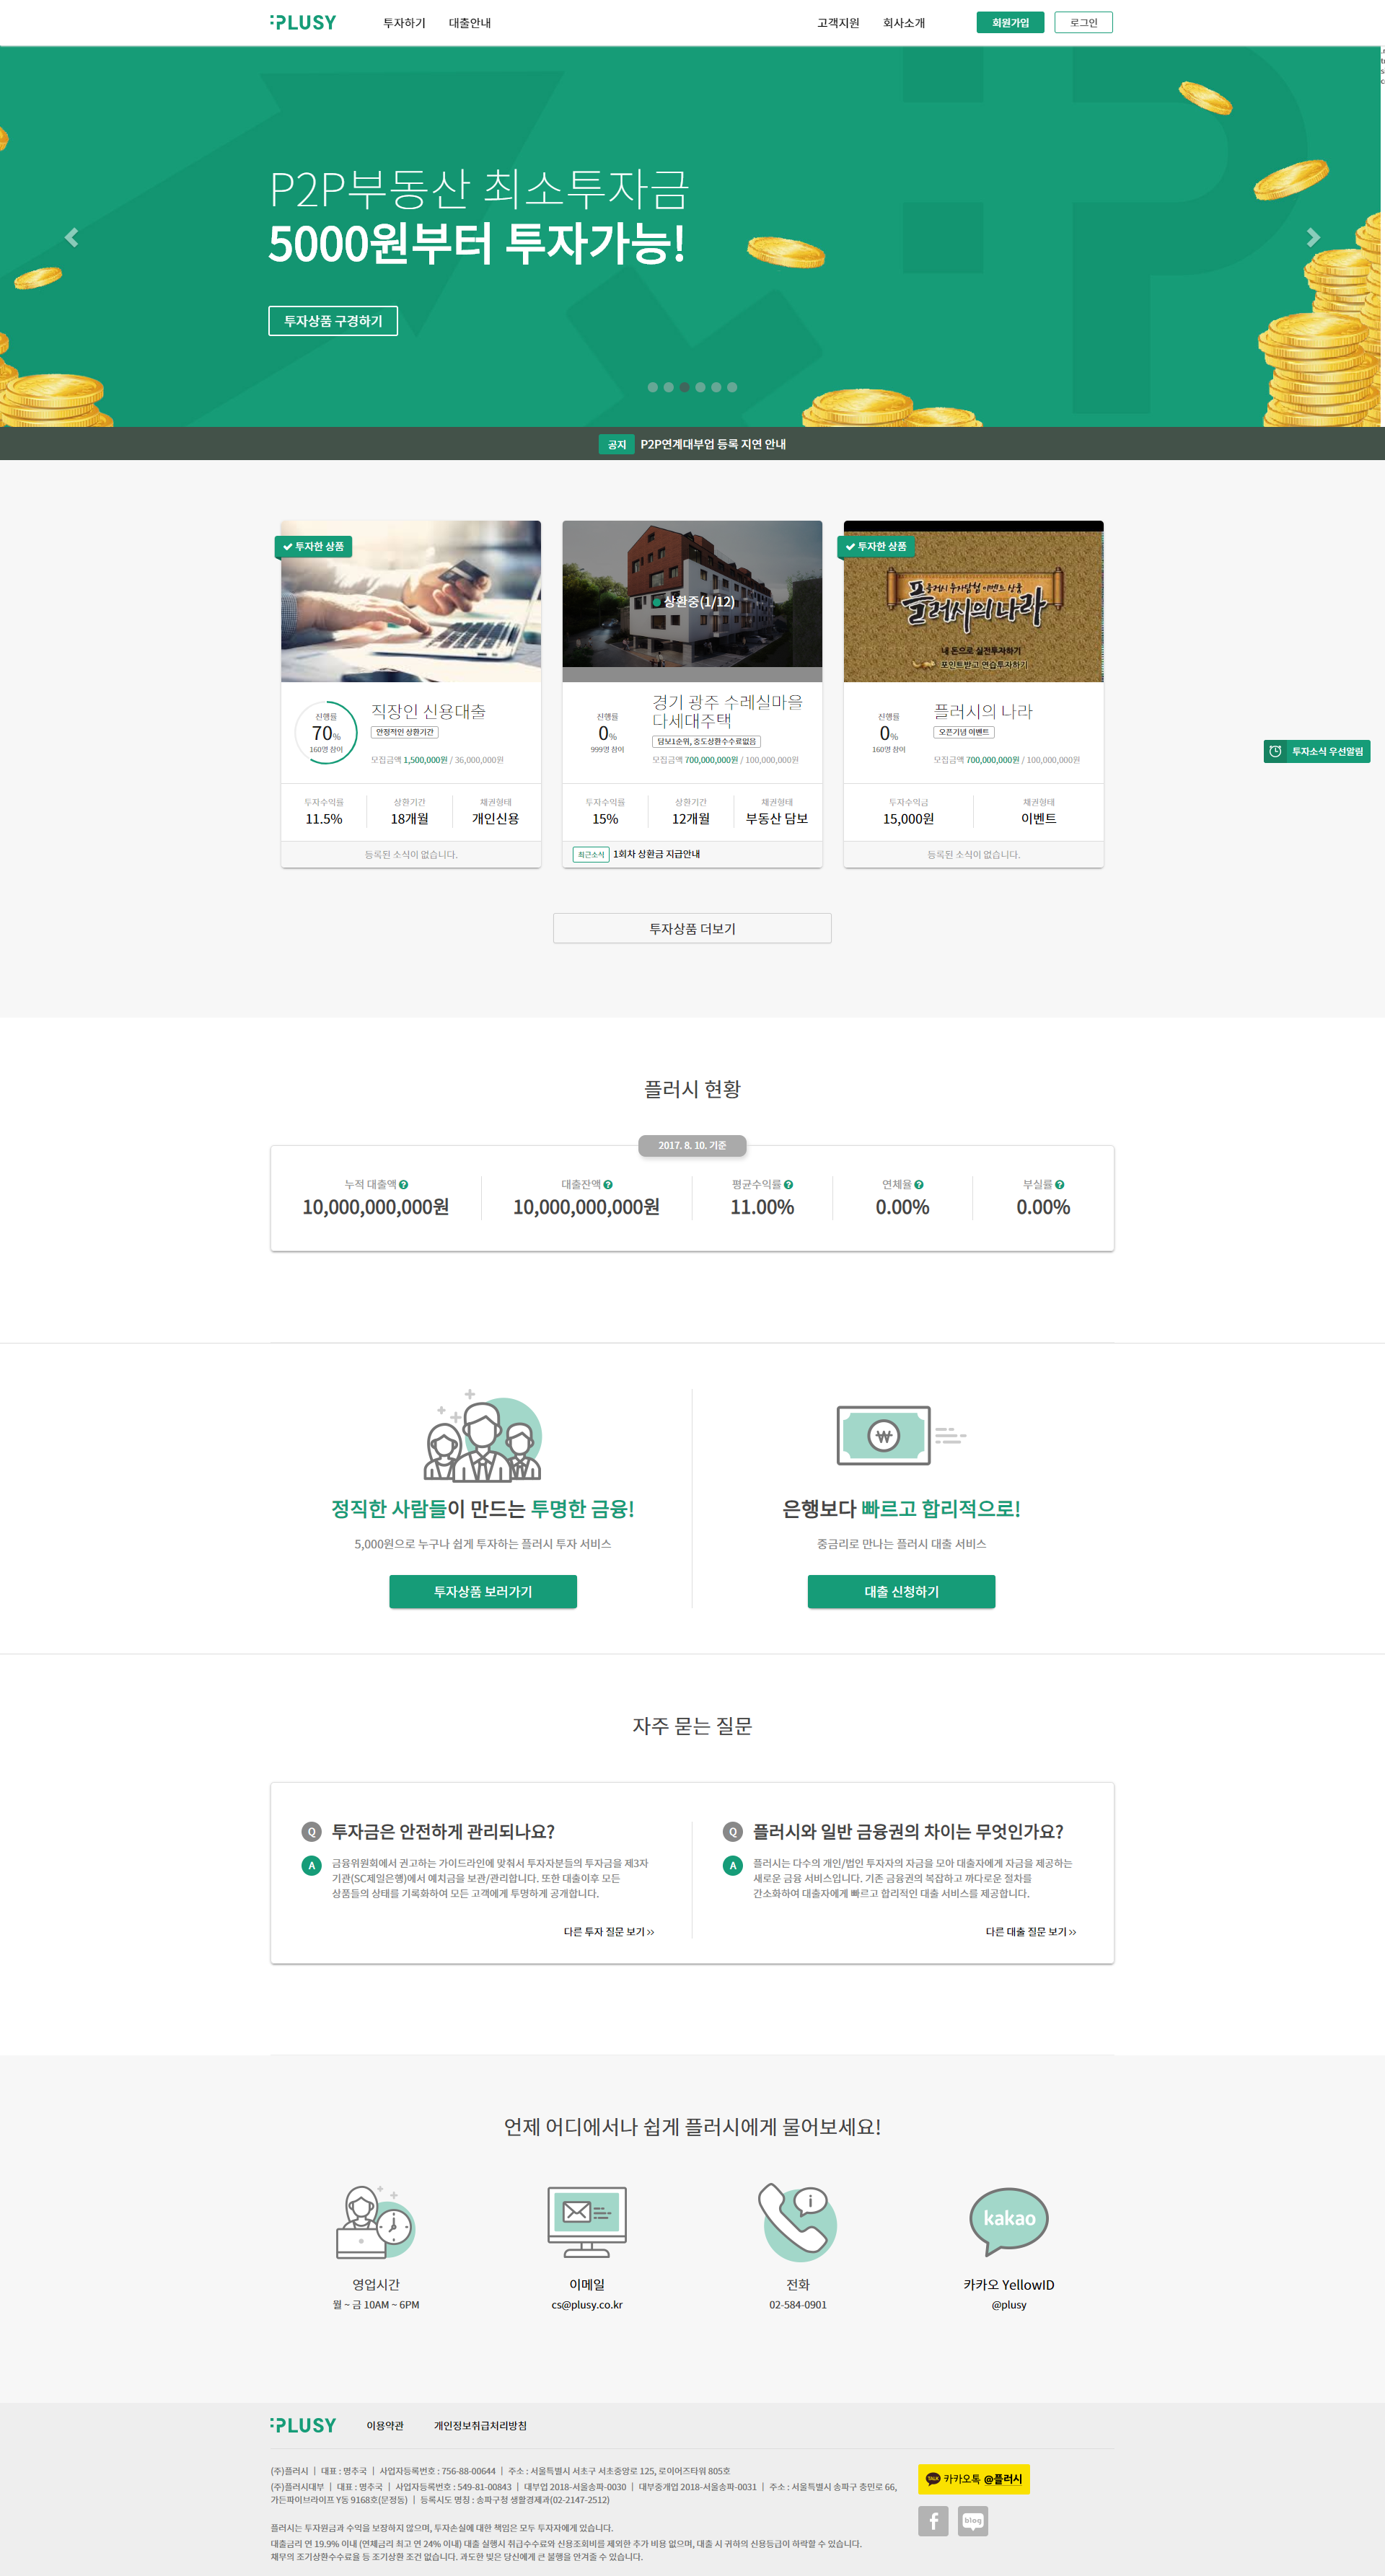 PLUSY
투자하기
대출안내
고객지원
회사소개
회원가입
로그인
P2P부동산 최소투자금
5000원부터 투자가능!
투자상품 구경하기
공지 P2P연계대부업 등록 지연 안내
투자한 상품
진행률
70%
160명 참여
직장인 신용대출
안정적인 상환기간
모집금액 1,500,000원 / 36,000,000원
투자수익률
11.5%
상환기간
18개월
채권형태
개인신용
등록된 소식이 없습니다.
상환중(1/12)
진행률
0%
999명 참여
경기 광주 수레실마을
다세대주택
담보1순위, 중도상환수수료없음
모집금액 700,000,000원 / 100,000,000원
투자수익률
15%
상환기간
12개월
채권형태
부동산 담보
최근소식 1회차 상환금 지급안내
투자한 상품
플러시 투자체험 이벤트 상품
플러시의나라
내 돈으로 실전투자하기
포인트받고 연습투자하기
진행률
0%
160명 참여
플러시의 나라
오픈기념 이벤트
모집금액 700,000,000원 / 100,000,000원
투자수익금
15,000원
채권형태
이벤트
등록된 소식이 없습니다.
투자소식 우선알림
투자상품 더보기
플러시 현황
2017. 8. 10. 기준
누적 대출액
10,000,000,000원
대출잔액
10,000,000,000원
평균수익률
11.00%
연체율
0.00%
부실률
0.00%
정직한 사람들이 만드는 투명한 금융!
5,000원으로 누구나 쉽게 투자하는 플러시 투자 서비스
투자상품 보러가기
은행보다 빠르고 합리적으로!
중금리로 만나는 플러시 대출 서비스
대출 신청하기
자주 묻는 질문
Q 투자금은 안전하게 관리되나요?
A 금융위원회에서 권고하는 가이드라인에 맞춰서 투자자분들의 투자금을 제3자
기관(SC제일은행)에서 예치금을 보관/관리합니다. 또한 대출이후 모든
상품들의 상태를 기록화하여 모든 고객에게 투명하게 공개합니다.
다른 투자 질문 보기 >>
Q 플러시와 일반 금융권의 차이는 무엇인가요?
A 플러시는 다수의 개인/법인 투자자의 자금을 모아 대출자에게 자금을 제공하는
새로운 금융 서비스입니다. 기존 금융권의 복잡하고 까다로운 절차를
간소화하여 대출자에게 빠르고 합리적인 대출 서비스를 제공합니다.
다른 대출 질문 보기 >>
언제 어디에서나 쉽게 플러시에게 물어보세요!
영업시간
월 ~ 금 10AM ~ 6PM
이메일
cs@plusy.co.kr
전화
02-584-0901
kakao
카카오 YellowID
@plusy
PLUSY
이용약관
개인정보취급처리방침
(주)플러시 | 대표 : 명주국 | 사업자등록번호 : 756-88-00644 | 주소 : 서울특별시 서초구 서초중앙로 125, 로이어즈타워 805호
(주)플러시대부 | 대표 : 명주국 | 사업자등록번호 : 549-81-00843 | 대부업 2018-서울송파-0030 | 대부중개업 2018-서울송파-0031 | 주소 : 서울특별시 송파구 충민로 66,
가든파이브라이프 Y동 9168호(문정동) | 등록시도 명칭 : 송파구청 생활경제과(02-2147-2512)
플러시는 투자원금과 수익을 보장하지 않으며, 투자손실에 대한 책임은 모두 투자자에게 있습니다.
대출금리 연 19.9% 이내 (연체금리 최고 연 24% 이내) 대출 실행시 취급수수료와 신용조회비를 제외한 추가 비용 없으며, 대출 시 귀하의 신용등급이 하락할 수 있습니다.
채무의 조기상환수수료율 등 조기상환 조건 없습니다. 과도한 빚은 당신에게 큰 불행을 안겨줄 수 있습니다.
TALK 카카오톡 @플러시
blog